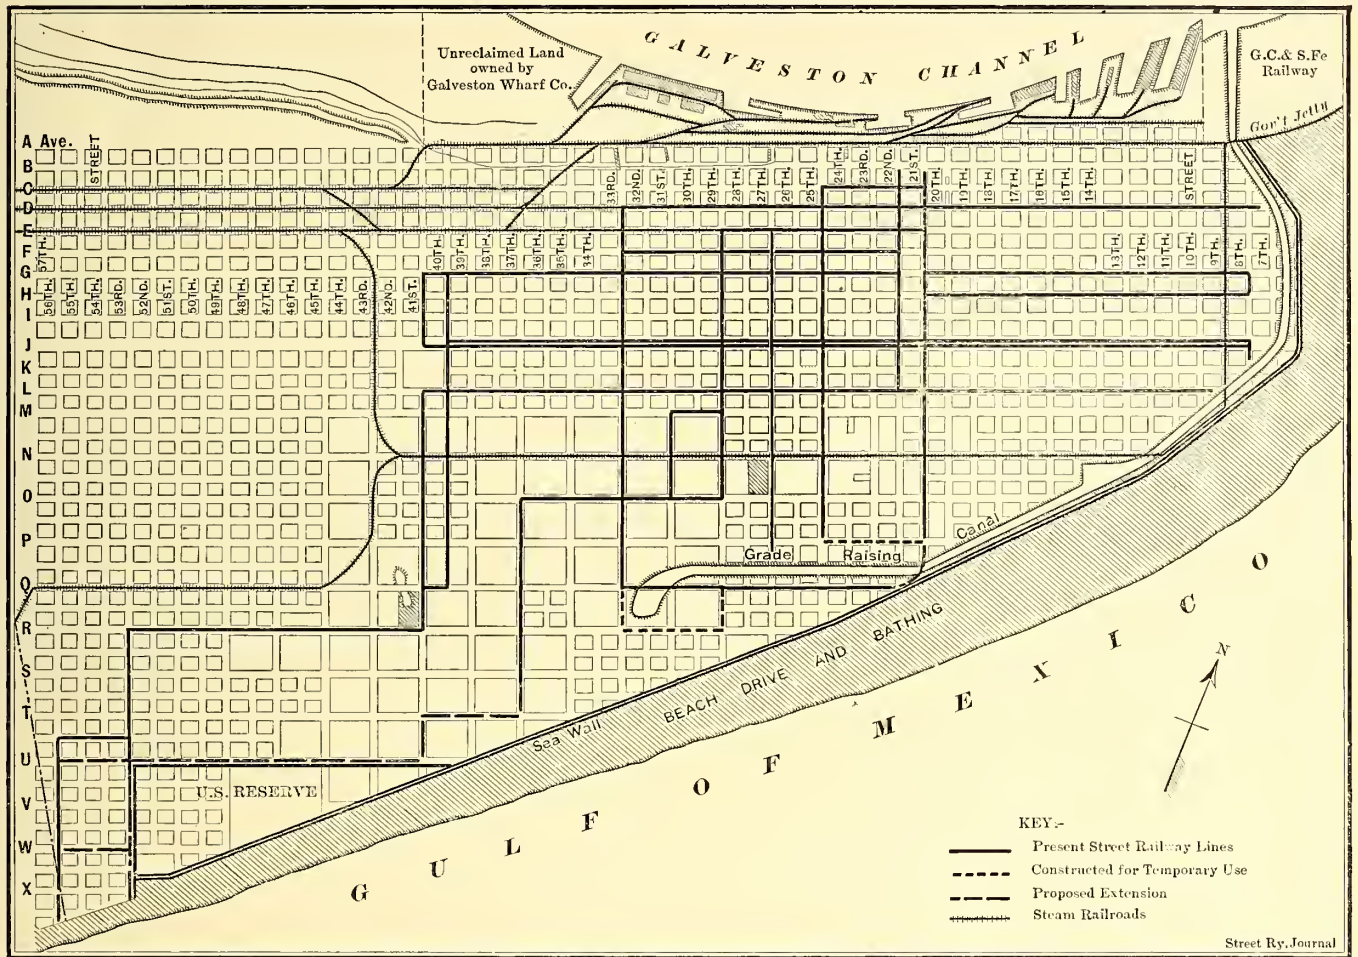 GALVESTON CHANNEL
Unreclaimed Land
owned by
Galveston Wharf Co.
G.C.& S.Fe
Railway
Gov't Jetty
A Ave.
B
C
D
E
F
G
H
I
J
K
L
M
N
O
P
Q
R
S
T
U
V
W
X
STREET
33RD.
32ND.
31ST.
30TH.
29TH.
28TH.
27TH.
26TH.
25TH.
24TH.
23RD.
22ND.
21ST.
20TH.
19TH.
18TH.
17TH.
16TH.
15TH.
14TH.
STREET
57TH.
40TH.
39TH.
38TH.
37TH.
36TH.
35TH.
34TH.
13TH.
12TH.
11TH.
10TH.
9TH.
8TH.
7TH.
56TH.
55TH.
54TH.
53RD.
52ND.
51ST.
50TH.
49TH.
48TH.
47TH.
46TH.
45TH.
44TH.
43RD.
42ND.
41ST.
Grade Raising
Canal
Sea Wall
BEACH DRIVE AND BATHING
U.S. RESERVE
GULF OF MEXICO
N
KEY:-
Present Street Railway Lines
Constructed for Temporary Use
Proposed Extension
Steam Railroads
Street Ry. Journal